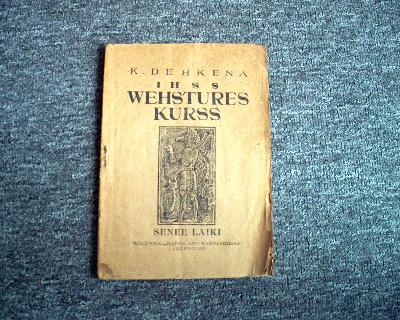 K. DEHKENA
IHSS
WEHSTURES
KURSS
SENEE LAIKI